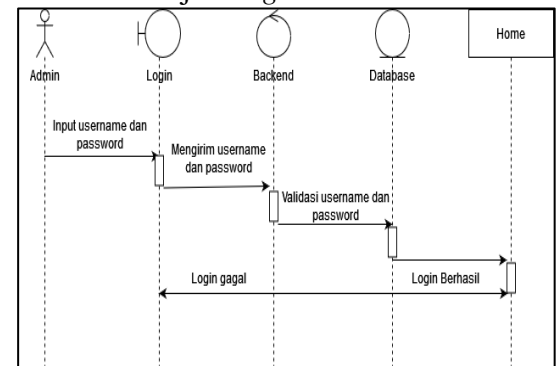 Home
Admin
Login
Backend
Database
Input username dan
password
Mengirim username
dan password
Validasi username dan
password
Login gagal
Login Berhasil